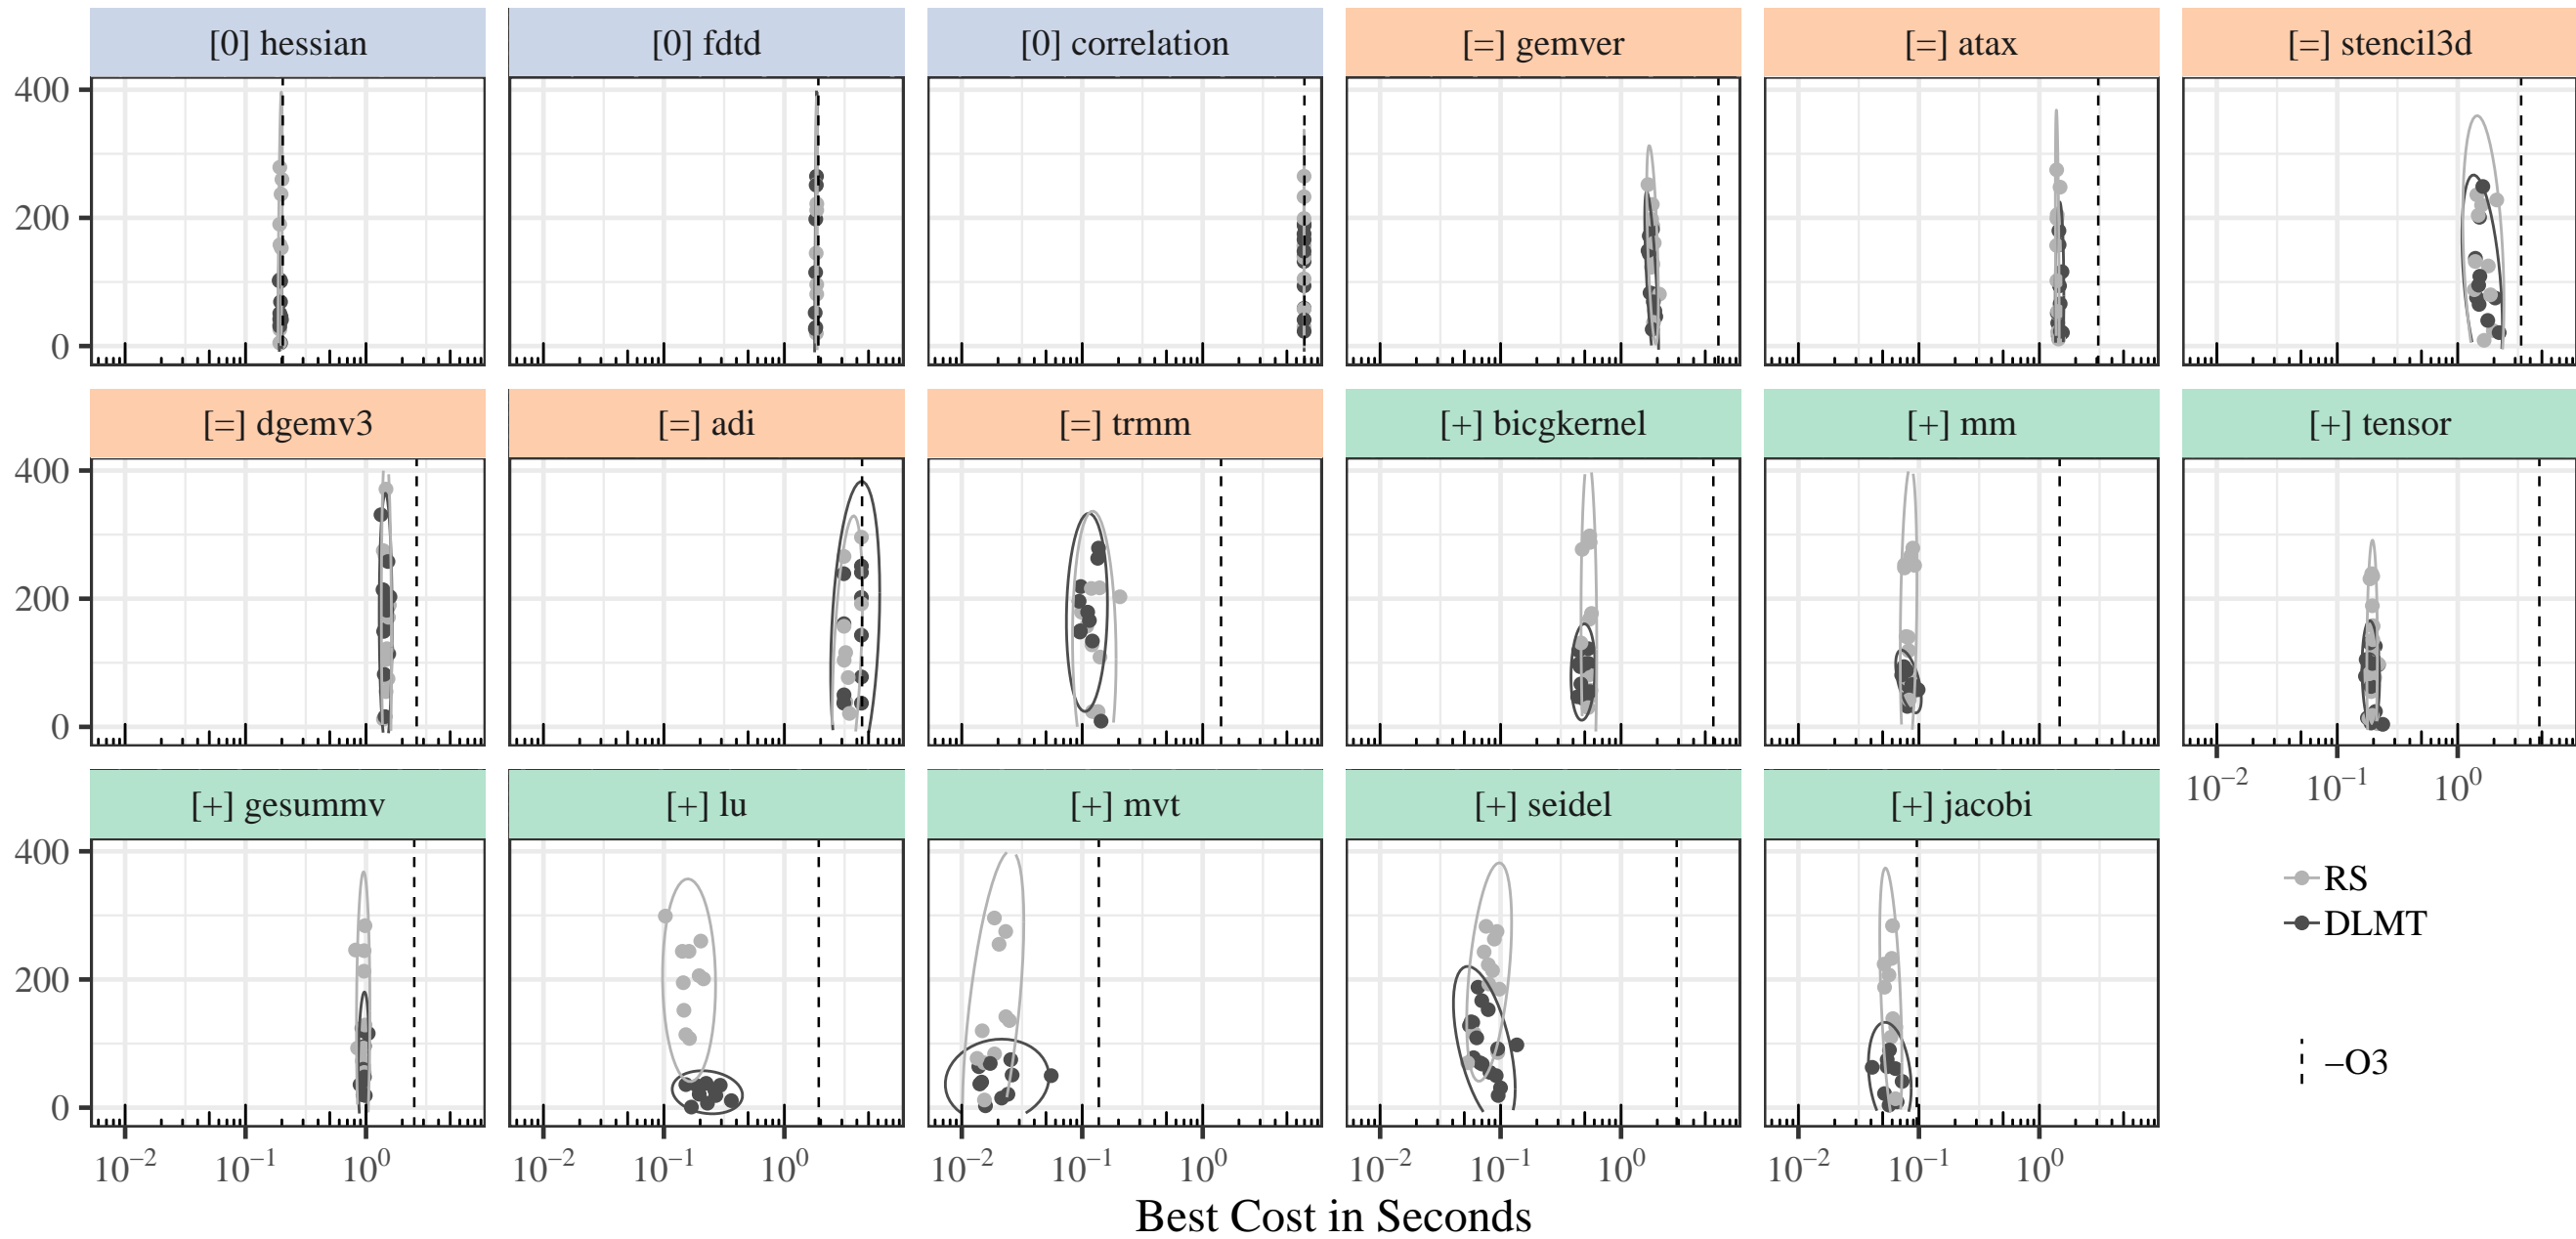 [0] hessian
[0] fdtd
[0] correlation
[=] gemver
[=] atax
[=] stencil3d
400
200
0
[=] dgemv3
[=] adi
[=] trmm
[+] bicgkernel
[+] mm
[+] tensor
400
200
0
10⁻² 10⁻¹ 10⁰
[+] gesummv
[+] lu
[+] mvt
[+] seidel
[+] jacobi
400
200
0
10⁻² 10⁻¹ 10⁰
10⁻² 10⁻¹ 10⁰
10⁻² 10⁻¹ 10⁰
10⁻² 10⁻¹ 10⁰
10⁻² 10⁻¹ 10⁰
Best Cost in Seconds
RS
DLMT
−O3